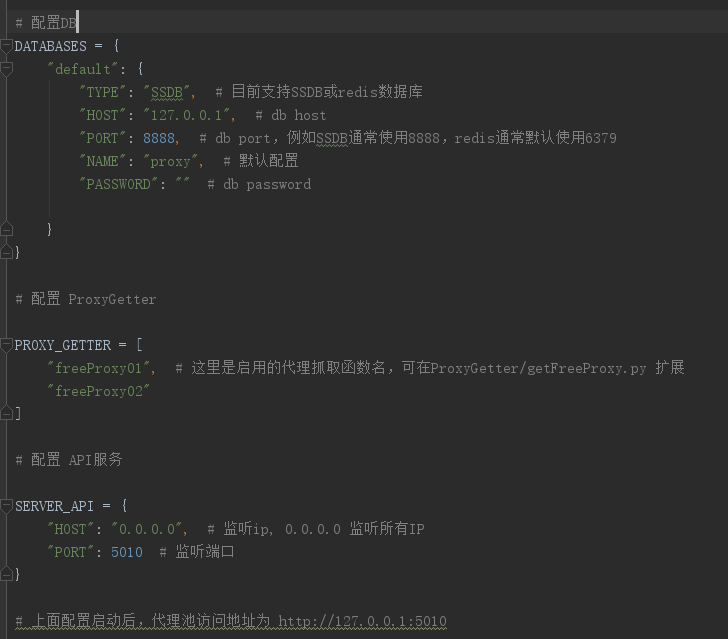 # 配置DB
DATABASES = {
"default": {
"TYPE": "SSDB",  # 目前支持SSDB或redis数据库
"HOST": "127.0.0.1",  # db host
"PORT": 8888,  # db port，例如SSDB通常使用8888，redis通常默认使用6379
"NAME": "proxy",  # 默认配置
"PASSWORD": ""  # db password
}
}
# 配置 ProxyGetter
PROXY_GETTER = [
"freeProxy01",  # 这里是启用的代理抓取函数名，可在ProxyGetter/getFreeProxy.py 扩展
"freeProxy02"
]
# 配置 API服务
SERVER_API = {
"HOST": "0.0.0.0",  # 监听ip, 0.0.0.0 监听所有IP
"PORT": 5010  # 监听端口
}
# 上面配置启动后，代理池访问地址为 http://127.0.0.1:5010